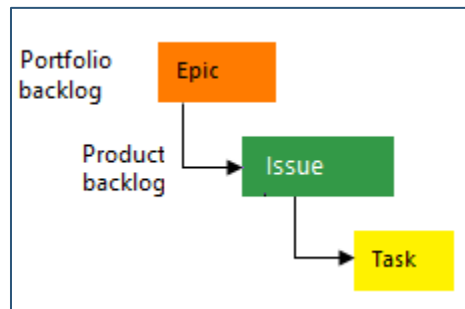 Portfolio
backlog
Epic
Product
backlog
Issue
Task